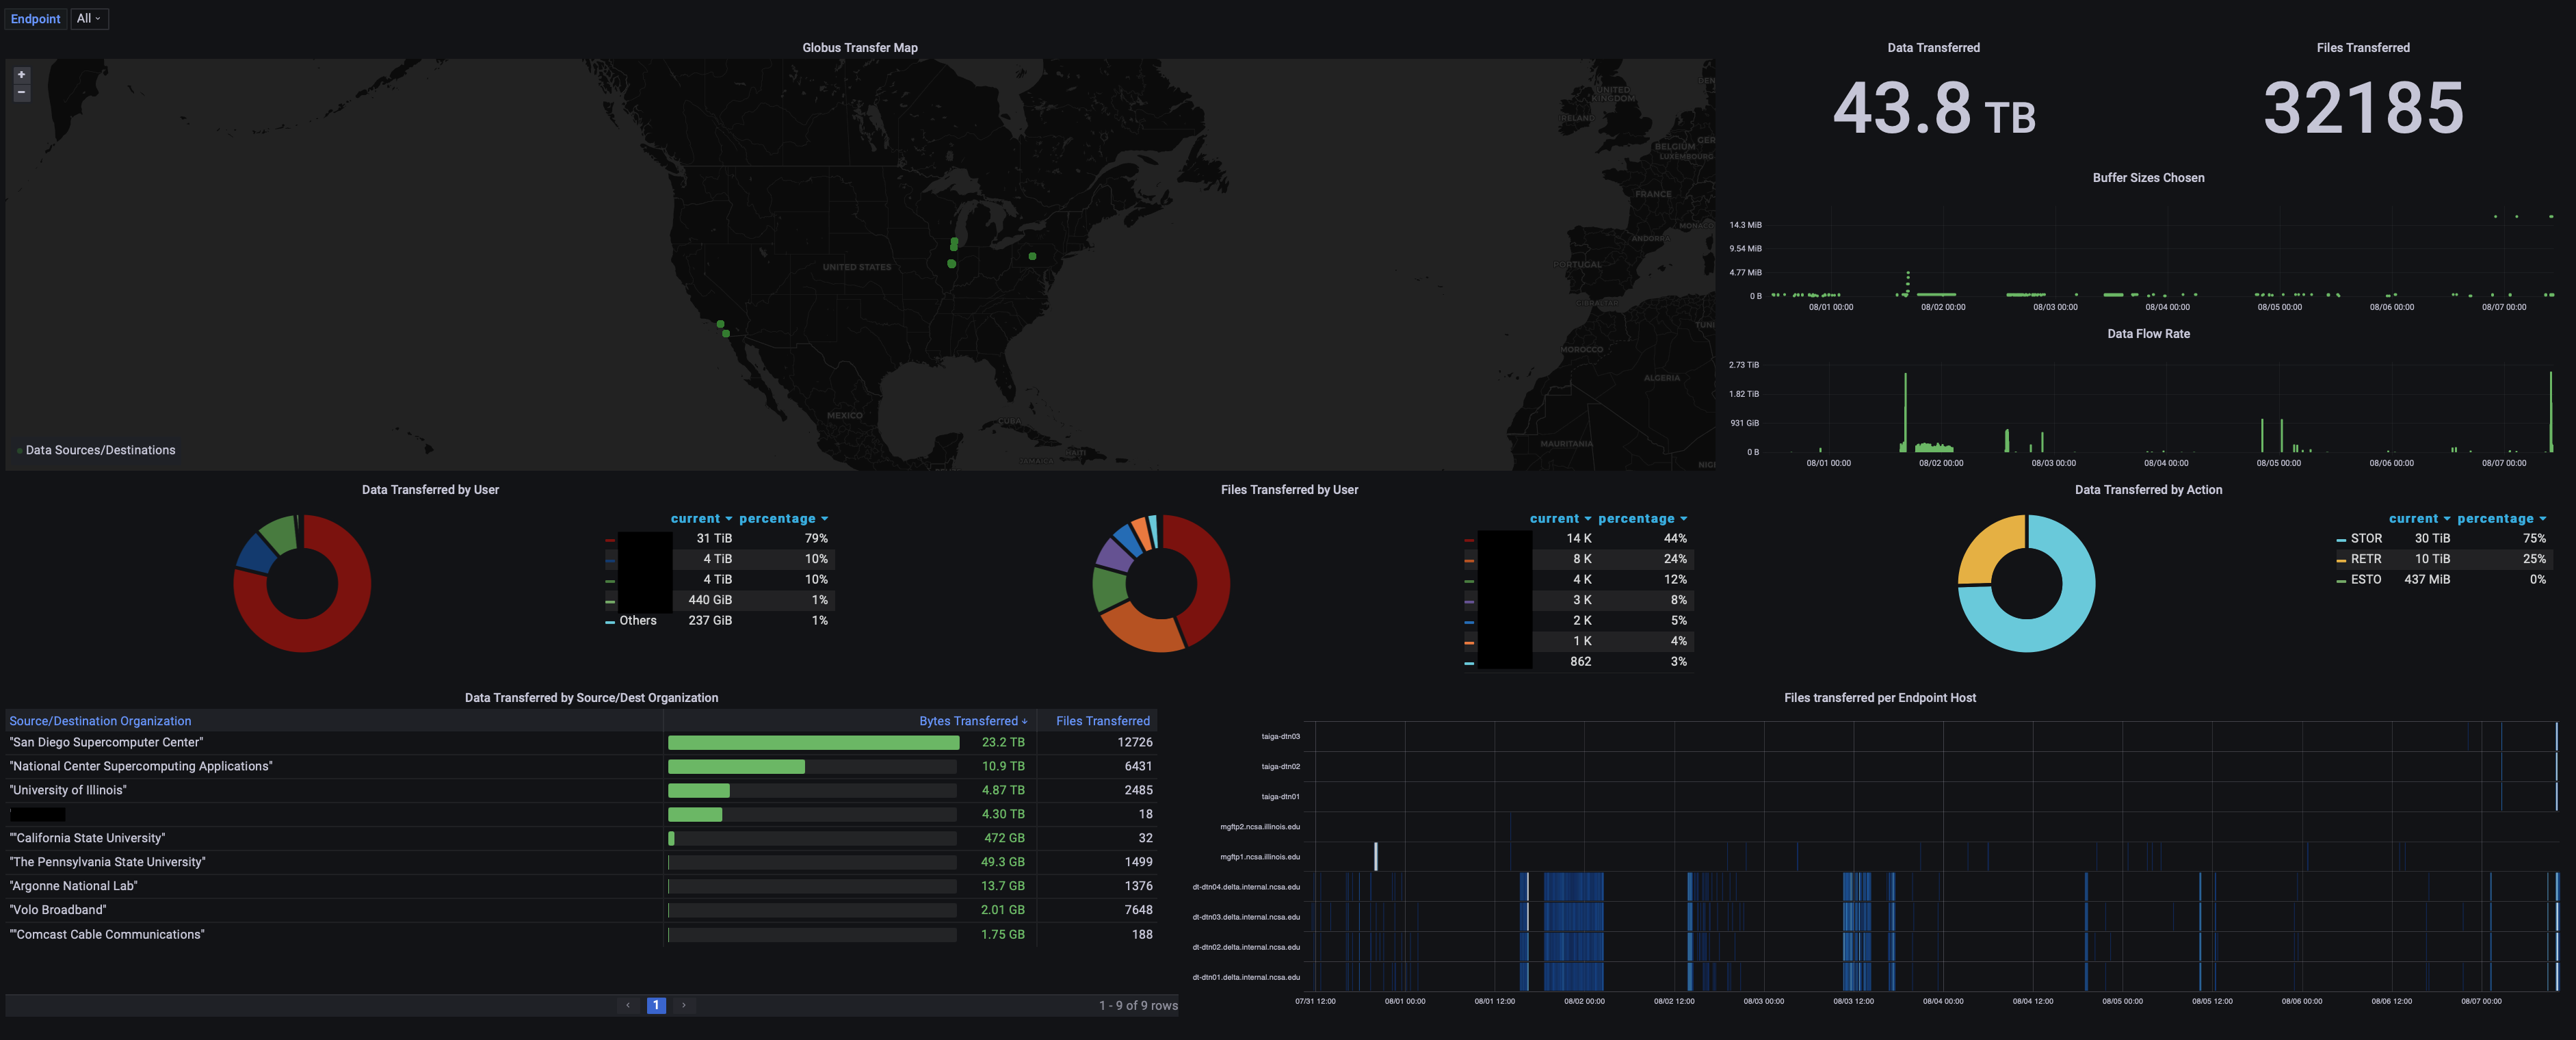 Endpoint All
Globus Transfer Map
+
−
UNITED STATES
MEXICO
CUBA
HAITI
JAMAICA
UNITED KINGDOM
IRELAND
BELGIUM
GER
LUXEMBOURG
FRANCE
ANDORRA
PORTUGAL
GIBRALTAR
MOROCCO
ALGERIA
MAURITANIA
Data Sources/Destinations
Data Transferred
43.8 TB
Files Transferred
32185
Buffer Sizes Chosen
14.3 MiB
9.54 MiB
4.77 MiB
0 B
08/01 00:00 08/02 00:00 08/03 00:00 08/04 00:00 08/05 00:00 08/06 00:00 08/07 00:00
Data Flow Rate
2.73 TiB
1.82 TiB
931 GiB
0 B
08/01 00:00 08/02 00:00 08/03 00:00 08/04 00:00 08/05 00:00 08/06 00:00 08/07 00:00
Data Transferred by User
current percentage
31 TiB 79%
4 TiB 10%
4 TiB 10%
440 GiB 1%
Others 237 GiB 1%
Files Transferred by User
current percentage
14 K 44%
8 K 24%
4 K 12%
3 K 8%
2 K 5%
1 K 4%
862 3%
Data Transferred by Action
current percentage
STOR 30 TiB 75%
RETR 10 TiB 25%
ESTO 437 MiB 0%
Data Transferred by Source/Dest Organization
Source/Destination Organization Bytes Transferred ↓ Files Transferred
"San Diego Supercomputer Center" 23.2 TB 12726
"National Center Supercomputing Applications" 10.9 TB 6431
"University of Illinois" 4.87 TB 2485
4.30 TB 18
""California State University" 472 GB 32
"The Pennsylvania State University" 49.3 GB 1499
"Argonne National Lab" 13.7 GB 1376
"Volo Broadband" 2.01 GB 7648
""Comcast Cable Communications" 1.75 GB 188
‹ 1 ›
1 - 9 of 9 rows
Files transferred per Endpoint Host
taiga-dtn03
taiga-dtn02
taiga-dtn01
mgftp2.ncsa.illinois.edu
mgftp1.ncsa.illinois.edu
dt-dtn04.delta.internal.ncsa.edu
dt-dtn03.delta.internal.ncsa.edu
dt-dtn02.delta.internal.ncsa.edu
dt-dtn01.delta.internal.ncsa.edu
07/31 12:00 08/01 00:00 08/01 12:00 08/02 00:00 08/02 12:00 08/03 00:00 08/03 12:00 08/04 00:00 08/04 12:00 08/05 00:00 08/05 12:00 08/06 00:00 08/06 12:00 08/07 00:00